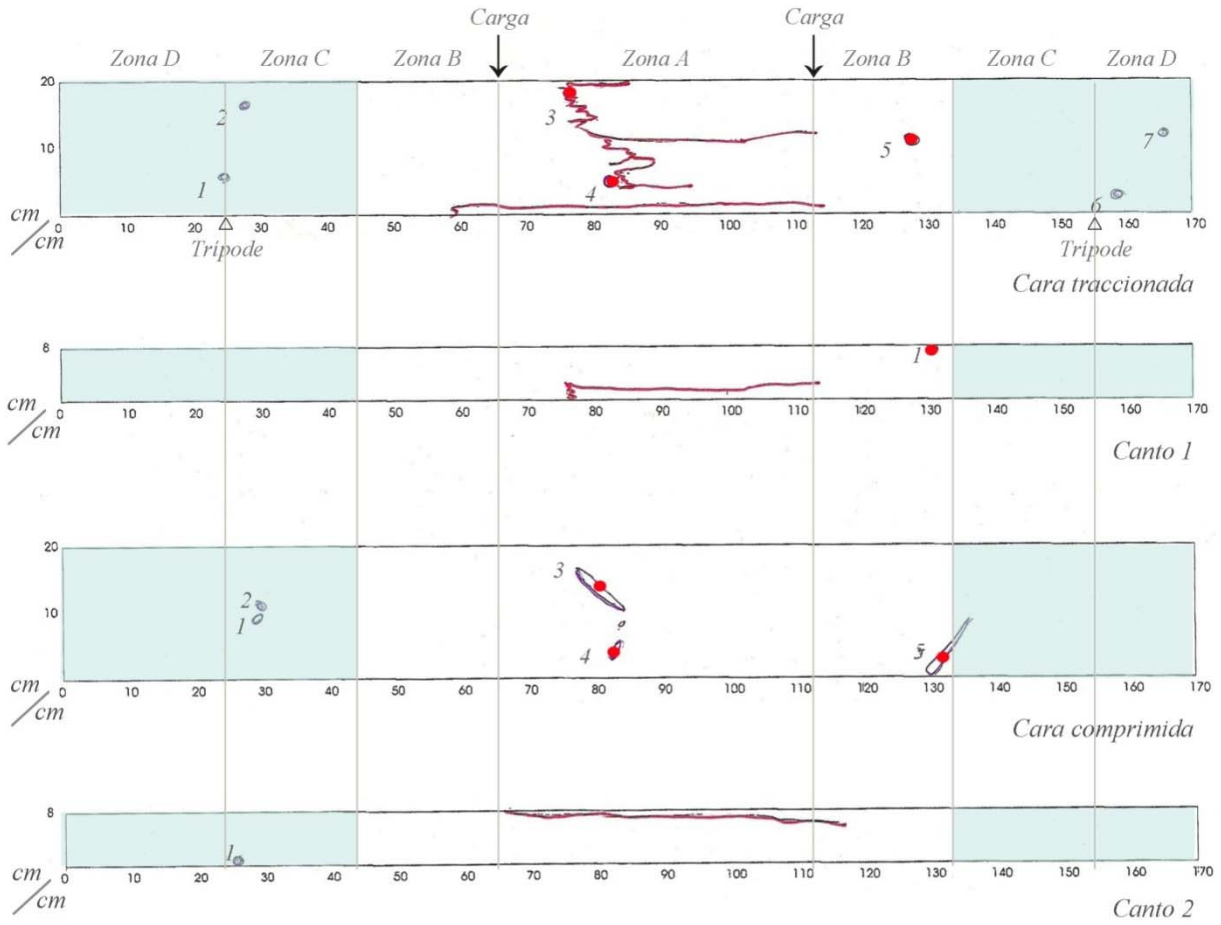 Carga Carga
Zona D Zona C Zona B Zona A Zona B Zona C Zona D
20
2 3 5 7
10
1 4 6
cm
0 10 20 30 40 50 60 70 80 90 100 110 120 130 140 150 160 170
cm
Trípode Trípode
Cara traccionada
8
1
cm
0 10 20 30 40 50 60 70 80 90 100 110 120 130 140 150 160 170
cm
Canto 1
20
3
10 2
1
4
cm
0 10 20 30 40 50 60 70 80 90 100 110 120 130 140 150 160 170
cm
Cara comprimida
8
1
cm
0 10 20 30 40 50 60 70 80 90 100 110 120 130 140 150 160 170
cm
Canto 2